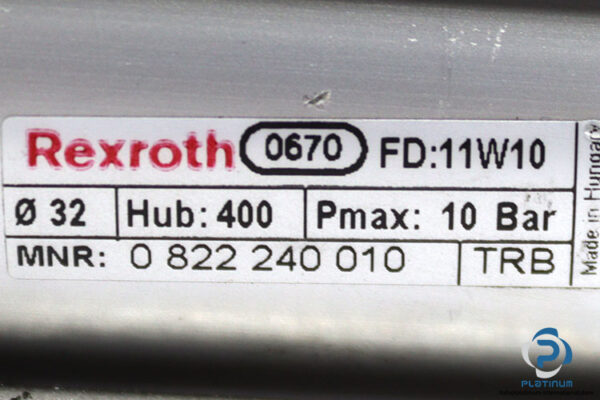 Rexroth 0670 FD:11W10
Ø 32 Hub: 400 Pmax: 10 Bar
MNR: 0 822 240 010 TRB
Made in Hungary
PLATINUM